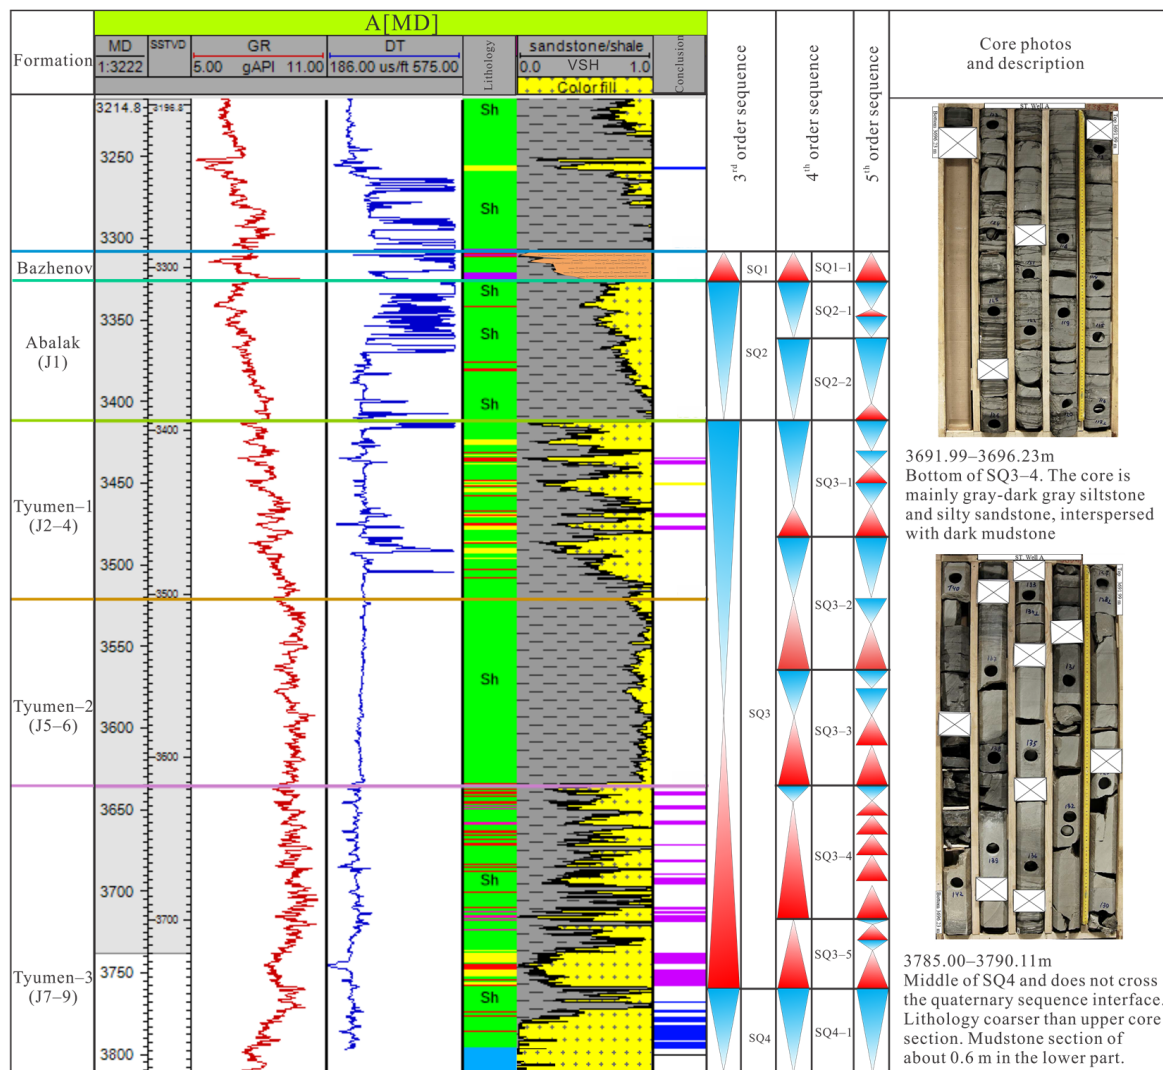 A[MD]
Formation
MD
1:3222
SSTVD
GR
5.00 gAPI 11.00
DT
186.00 us/ft 575.00
Lithology
sandstone/shale
0.0 VSH 1.0
Color fill
Conclusion
3rd order sequence
4th order sequence
5th order sequence
Core photos
and description
3214.8
3196.8
Sh
3250
Sh
3300
Bazhenov
3300
SQ1
SQ1-1
Sh
SQ2-1
3350
Sh
Abalak
(J1)
SQ2
SQ2-2
3400
Sh
3400
3450
SQ3-1
Tyumen-1
(J2-4)
3500
3500
SQ3-2
3550
Sh
Tyumen-2
(J5-6)
3600
SQ3
SQ3-3
3600
3650
SQ3-4
Sh
3700
3700
SQ3-5
3750
Tyumen-3
(J7-9)
Sh
SQ4
SQ4-1
3800
ST Well A
3691.99–3696.23m
Bottom of SQ3–4. The core is
mainly gray-dark gray siltstone
and silty sandstone, interspersed
with dark mudstone
ST Well A
3785.00–3790.11m
Middle of SQ4 and does not cross
the quaternary sequence interface.
Lithology coarser than upper core
section. Mudstone section of
about 0.6 m in the lower part.